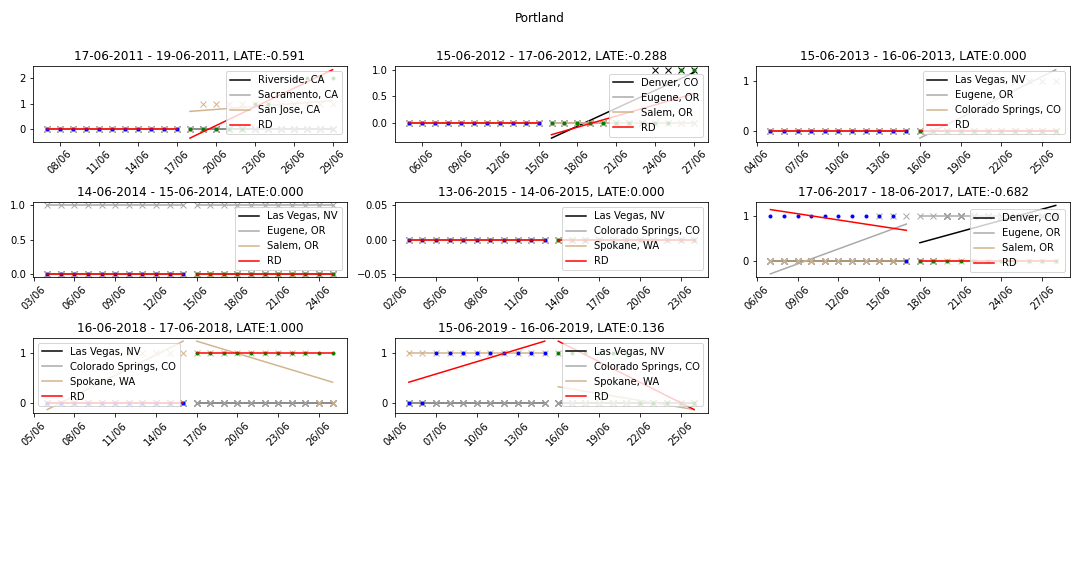 Portland
17-06-2011 - 19-06-2011, LATE:-0.591
2
1
0
Riverside, CA
Sacramento, CA
San Jose, CA
RD
08/06 11/06 14/06 17/06 20/06 23/06 26/06 29/06
15-06-2012 - 17-06-2012, LATE:-0.288
1.0
0.5
0.0
Denver, CO
Eugene, OR
Salem, OR
RD
06/06 09/06 12/06 15/06 18/06 21/06 24/06 27/06
15-06-2013 - 16-06-2013, LATE:0.000
1
0
Las Vegas, NV
Eugene, OR
Colorado Springs, CO
RD
04/06 07/06 10/06 13/06 16/06 19/06 22/06 25/06
14-06-2014 - 15-06-2014, LATE:0.000
1.0
0.5
0.0
Las Vegas, NV
Eugene, OR
Salem, OR
RD
03/06 06/06 09/06 12/06 15/06 18/06 21/06 24/06
13-06-2015 - 14-06-2015, LATE:0.000
0.05
0.00
−0.05
Las Vegas, NV
Colorado Springs, CO
Spokane, WA
RD
02/06 05/06 08/06 11/06 14/06 17/06 20/06 23/06
17-06-2017 - 18-06-2017, LATE:-0.682
1
0
Denver, CO
Eugene, OR
Salem, OR
RD
06/06 09/06 12/06 15/06 18/06 21/06 24/06 27/06
16-06-2018 - 17-06-2018, LATE:1.000
1
0
Las Vegas, NV
Colorado Springs, CO
Spokane, WA
RD
05/06 08/06 11/06 14/06 17/06 20/06 23/06 26/06
15-06-2019 - 16-06-2019, LATE:0.136
1
0
Las Vegas, NV
Colorado Springs, CO
Spokane, WA
RD
04/06 07/06 10/06 13/06 16/06 19/06 22/06 25/06